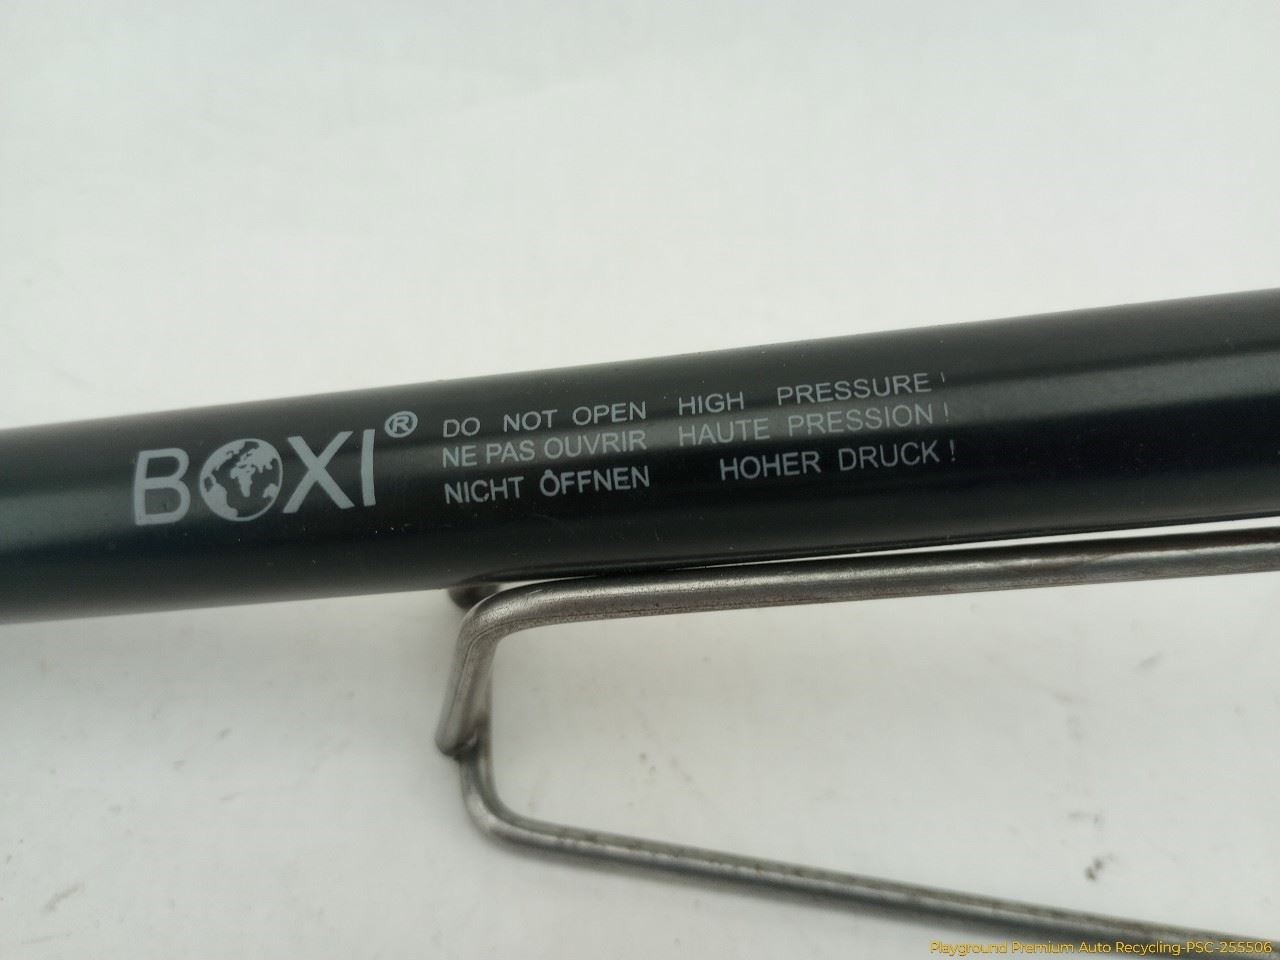 BOXI®
DO NOT OPEN HIGH PRESSURE !
NE PAS OUVRIR HAUTE PRESSION !
NICHT ÖFFNEN HOHER DRUCK !
Playground Premium Auto Recycling-PSC-255506